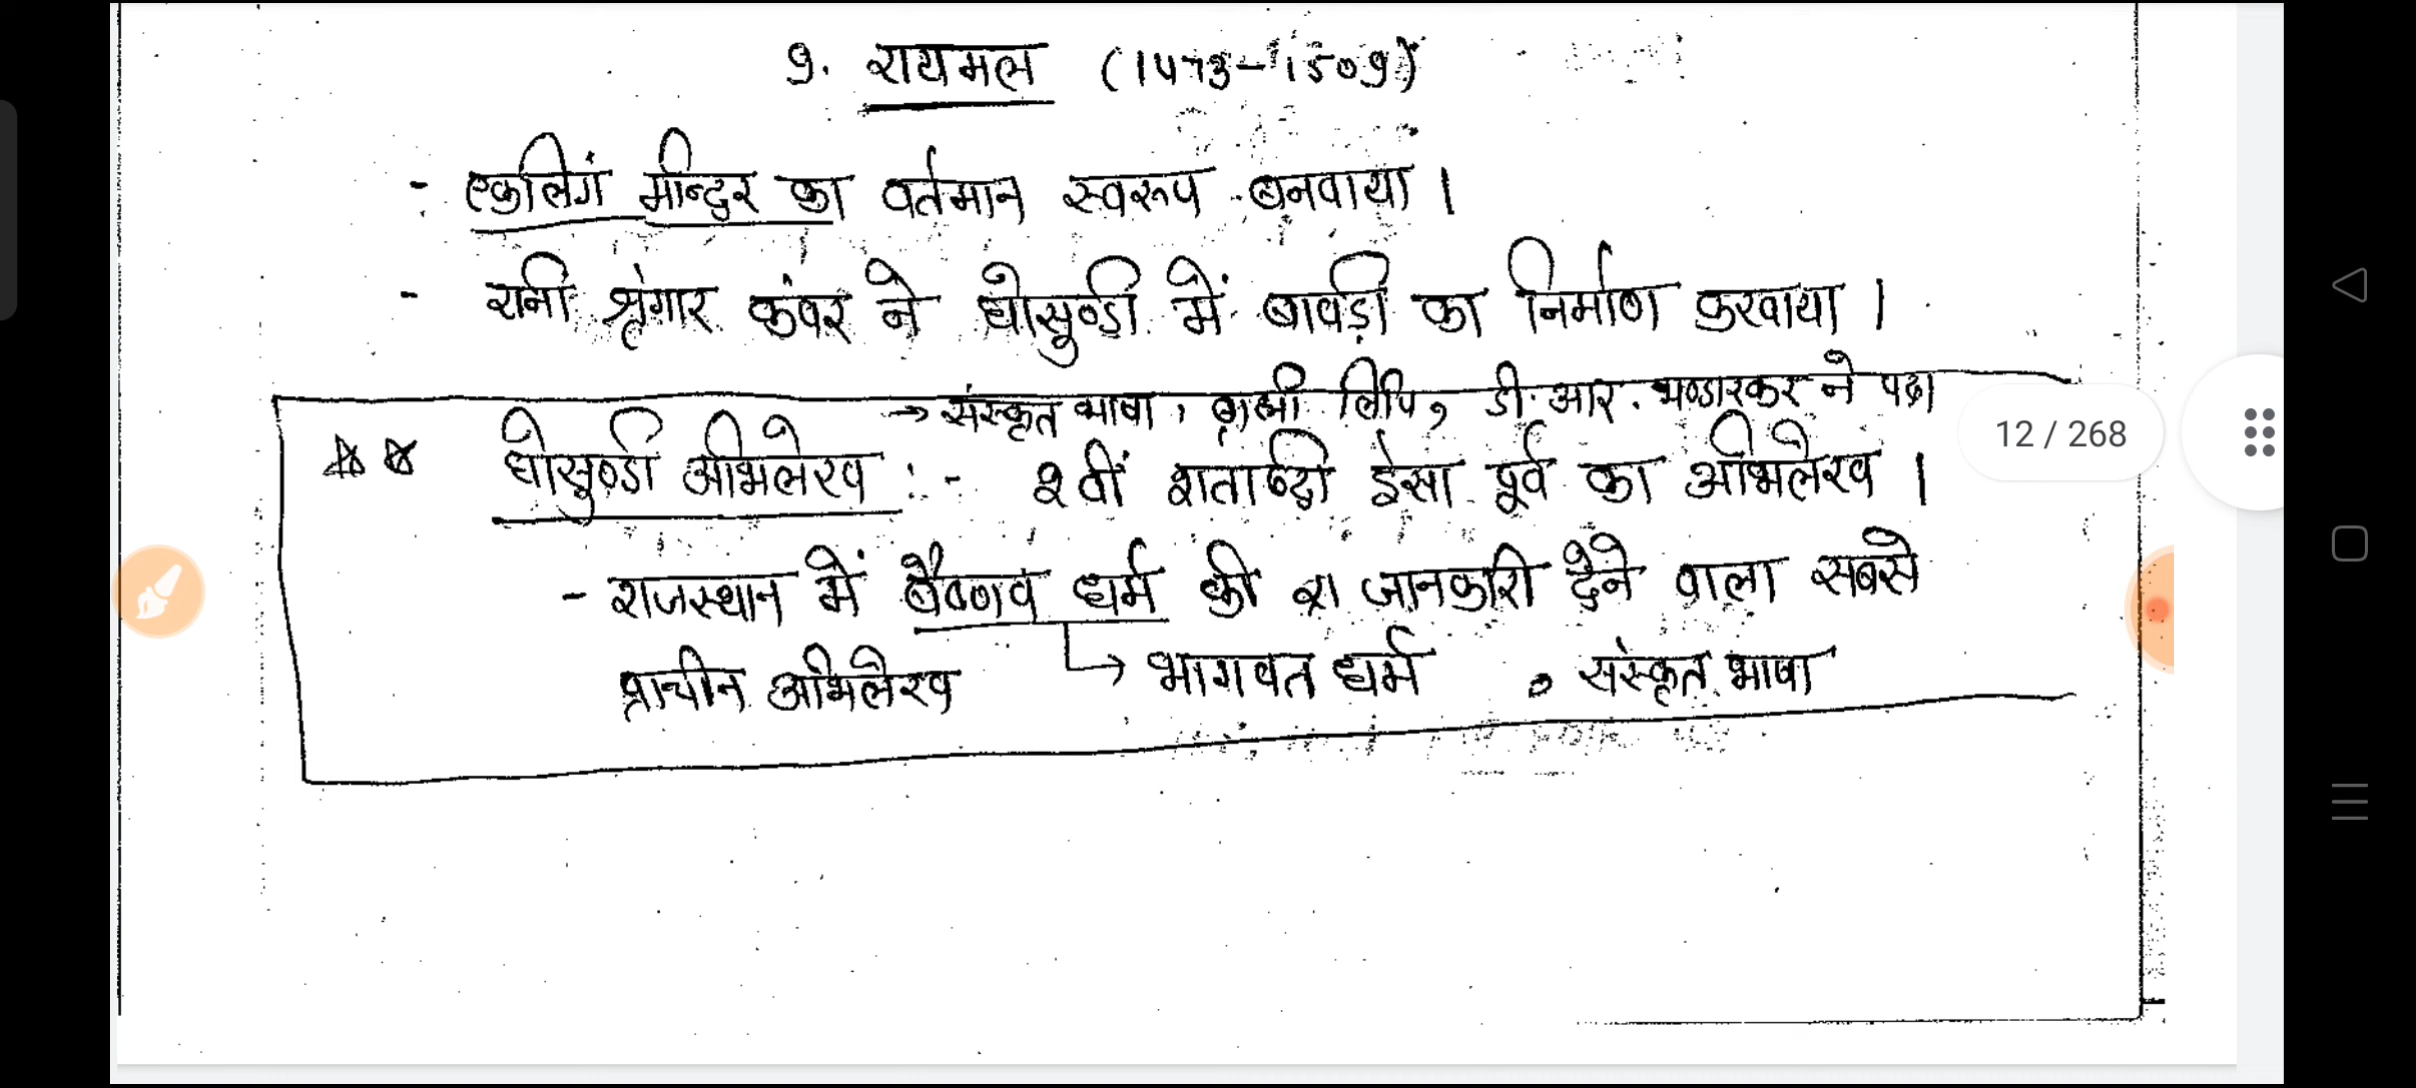 9. रायमल (1473-1509)
- एकलिंग मन्दिर का वर्तमान स्वरूप बनवाया ।
- रानी श्रृंगार कंवर ने घोसुण्डी में बावड़ी का निर्माण करवाया ।
→ संस्कृत भाषा, ब्राह्मी लिपि, डी.आर. भण्डारकर ने पढ़ा
घोसुण्डी अभिलेख :- 2वीं शताब्दी ईसा पूर्व का अभिलेख ।
12 / 268
- राजस्थान में वैष्णव धर्म की जानकारी देने वाला सबसे
प्राचीन अभिलेख → भागवत धर्म संस्कृत भाषा